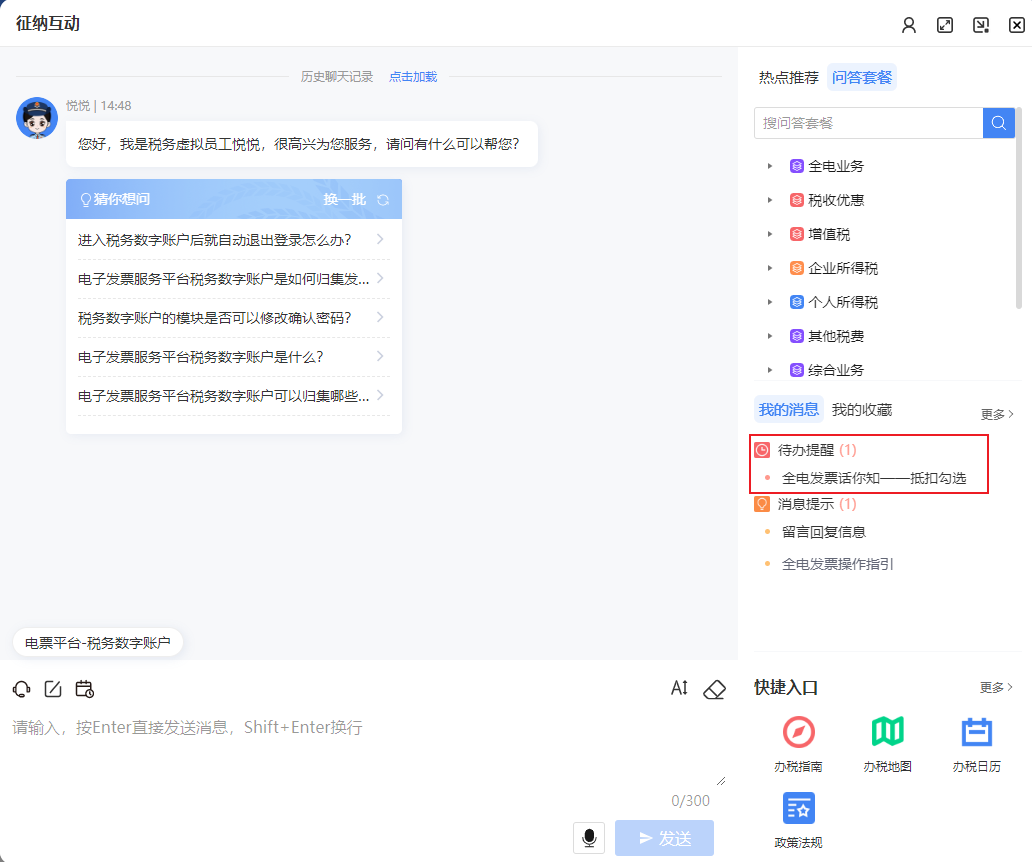 征纳互动
历史聊天记录 点击加载
悦悦 | 14:48
您好，我是税务虚拟员工悦悦，很高兴为您服务，请问有什么可以帮您?
猜你想问 换一批
进入税务数字账户后就自动退出登录怎么办?
电子发票服务平台税务数字账户是如何归集发...
税务数字账户的模块是否可以修改确认密码?
电子发票服务平台税务数字账户是什么?
电子发票服务平台税务数字账户可以归集哪些...
电票平台-税务数字账户
请输入，按Enter直接发送消息，Shift+Enter换行
0/300
发送
热点推荐 问答套餐
搜问答套餐
全电业务
税收优惠
增值税
企业所得税
个人所得税
其他税费
综合业务
我的消息 我的收藏 更多
待办提醒 (1)
全电发票话你知——抵扣勾选
消息提示 (1)
留言回复信息
全电发票操作指引
快捷入口 更多
办税指南 办税地图 办税日历
政策法规